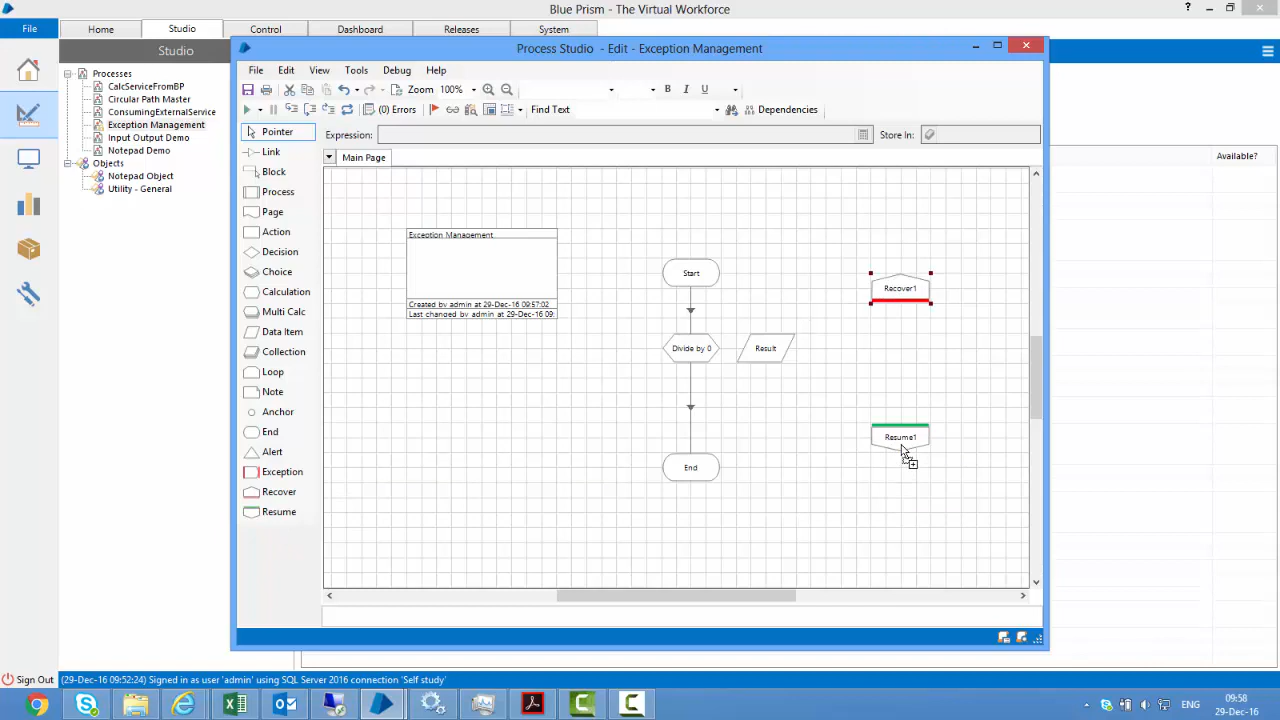 Blue Prism - The Virtual Workforce
File
Home
Studio
Control
Dashboard
Releases
System
Studio
Processes
CalcServiceFromBP
Circular Path Master
ConsumingExternalService
Exception Management
Input Output Demo
Notepad Demo
Objects
Notepad Object
Utility - General
Available?
Process Studio - Edit - Exception Management
File Edit View Tools Debug Help
Zoom 100% B I U
(0) Errors Find Text Dependencies
Expression: Store In:
Main Page
Pointer
Link
Block
Process
Page
Action
Decision
Choice
Calculation
Multi Calc
Data Item
Collection
Loop
Note
Anchor
End
Alert
Exception
Recover
Resume
Exception Management
Created by admin at 29-Dec-16 09:57:02
Last changed by admin at 29-Dec-16 09:
Start
Divide by 0
Result
End
Recover1
Resume1
Sign Out
(29-Dec-16 09:52:24) Signed in as user 'admin' using SQL Server 2016 connection 'Self study'
ENG
09:58
29-Dec-16